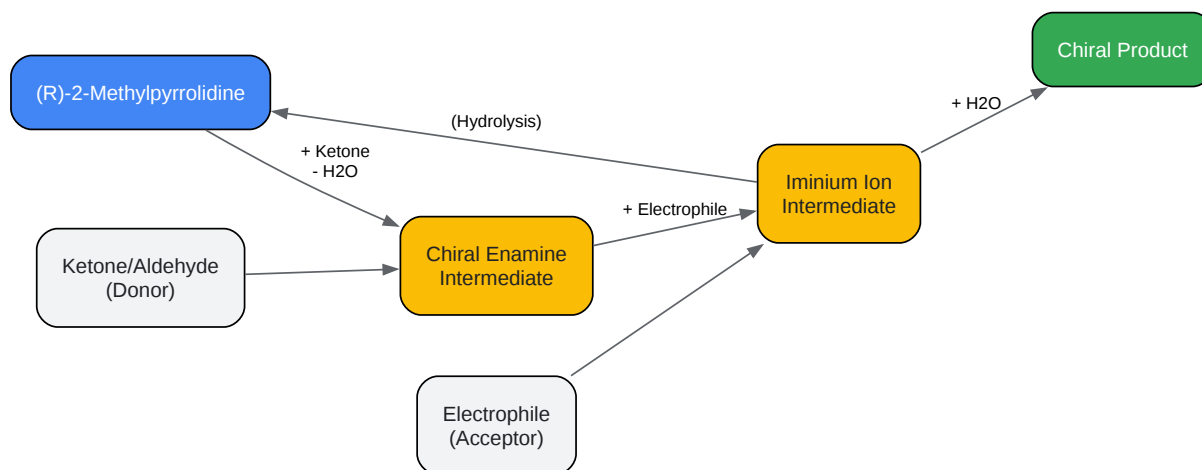 Chiral Product
(R)-2-Methylpyrrolidine
+ H2O
(Hydrolysis)
+ Ketone
- H2O
Iminium Ion
Intermediate
+ Electrophile
Ketone/Aldehyde
(Donor)
Chiral Enamine
Intermediate
Electrophile
(Acceptor)